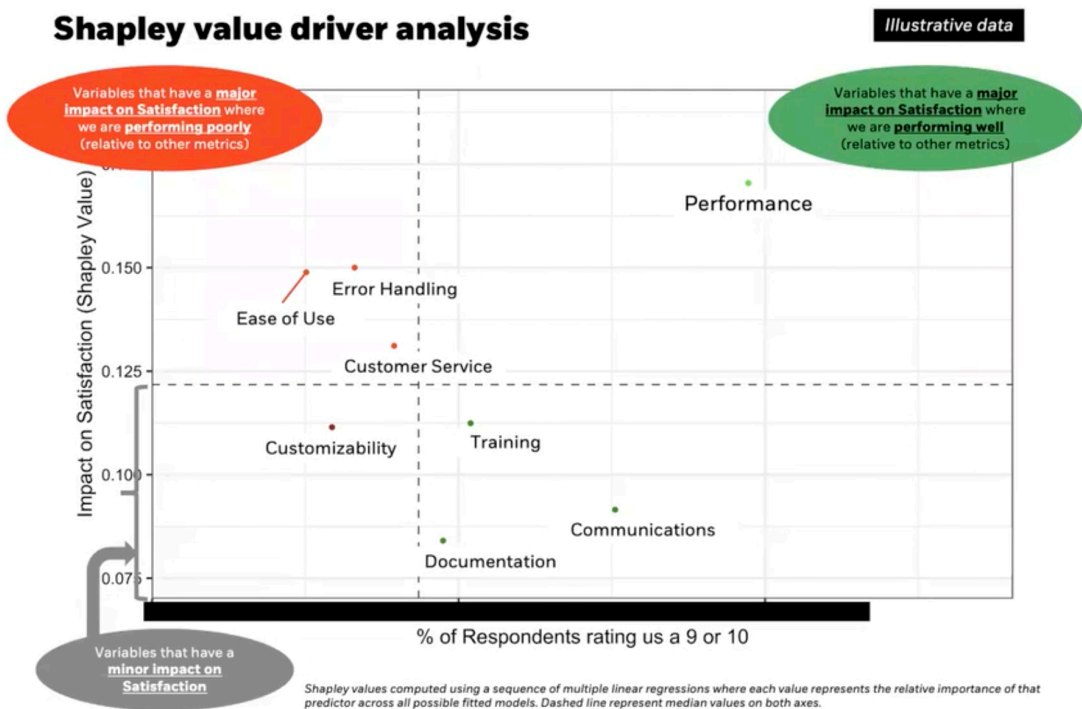 Shapley value driver analysis
Illustrative data
Variables that have a major
impact on Satisfaction where
we are performing poorly
(relative to other metrics)
Variables that have a major
impact on Satisfaction where
we are performing well
(relative to other metrics)
Impact on Satisfaction (Shapley Value)
Performance
0.150
Error Handling
Ease of Use
Customer Service
0.125
Customizability
Training
0.100
Communications
Documentation
0.075
% of Respondents rating us a 9 or 10
Variables that have a
minor impact on
Satisfaction
Shapley values computed using a sequence of multiple linear regressions where each value represents the relative importance of that
predictor across all possible fitted models. Dashed line represent median values on both axes.